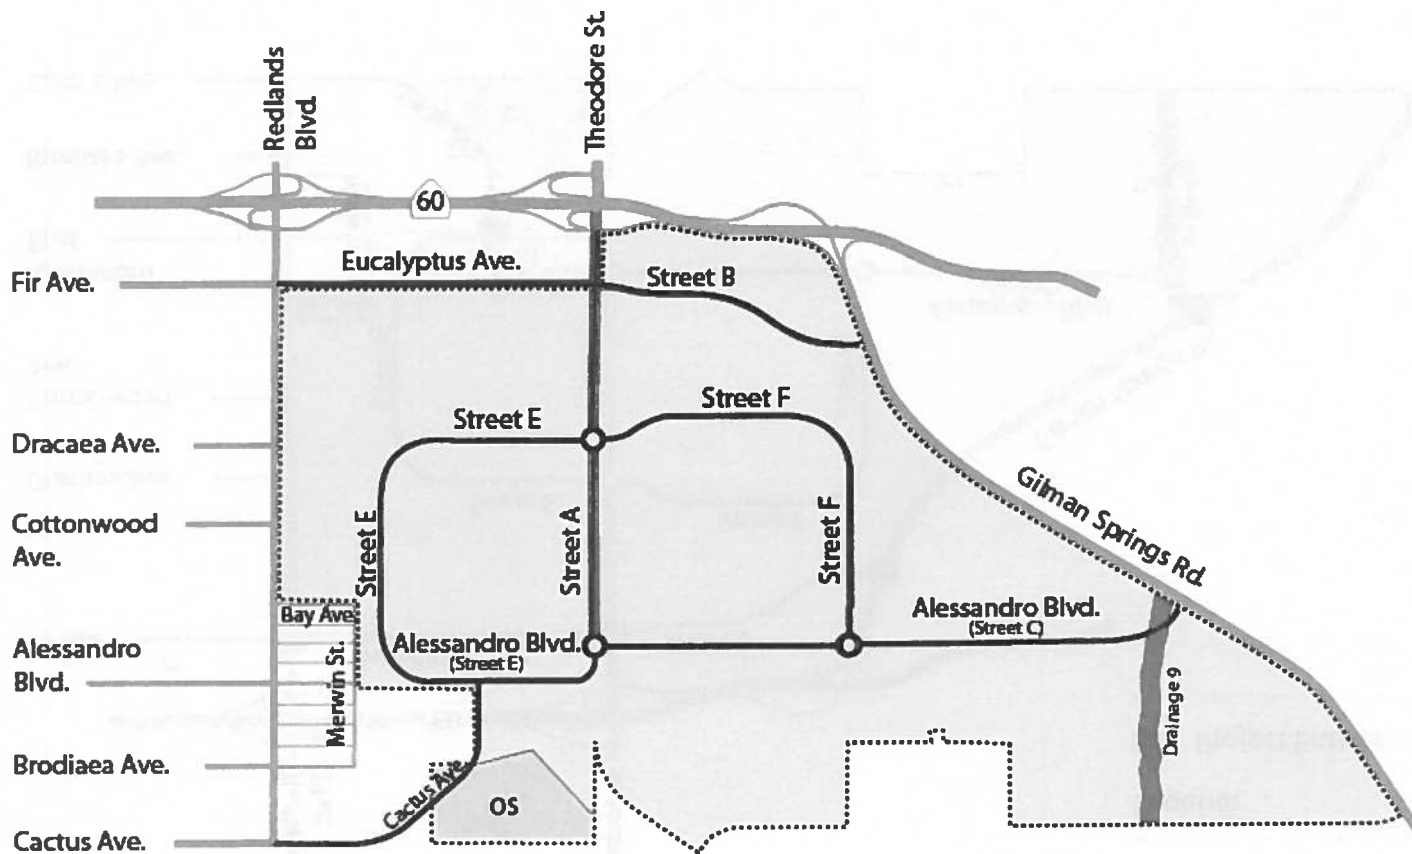 Redlands
Blvd.
Theodore St.
60
Eucalyptus Ave.
Street B
Fir Ave.
Street F
Street E
Dracaea Ave.
Gilman Springs Rd.
Cottonwood
Ave.
Street E
Street A
Street F
Bay Ave.
Alessandro Blvd.
(Street C)
Alessandro
Blvd.
Merwin St.
Alessandro Blvd.
(Street E)
Drainage 9
Brodiaea Ave.
Cactus Ave.
OS
Cactus Ave.